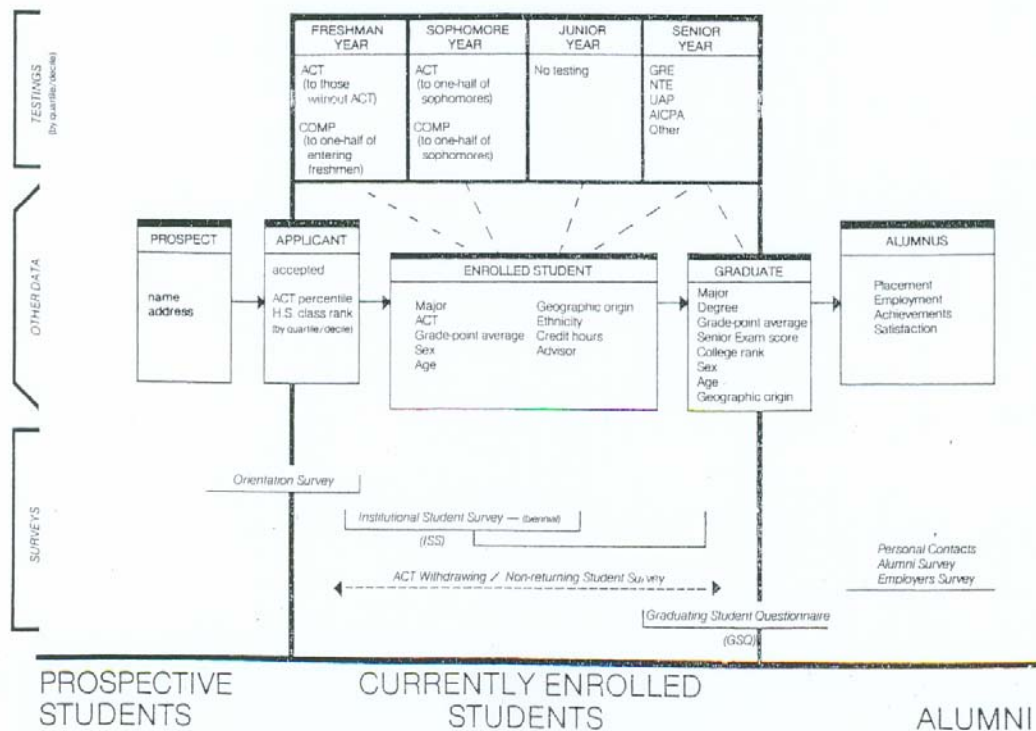 TESTINGS
(by quartile/decile)
FRESHMAN
YEAR
ACT
(to those
without ACT)
COMP
(to one-half of
entering
freshmen)
SOPHOMORE
YEAR
ACT
(to one-half of
sophomores)
COMP
(to one-half of
sophomores)
JUNIOR
YEAR
No testing
SENIOR
YEAR
GRE
NTE
UAP
AICPA
Other
OTHER DATA
PROSPECT
name
address
APPLICANT
accepted
ACT percentile
H.S. class rank
(by quartile/decile)
ENROLLED STUDENT
Major
ACT
Grade-point average
Sex
Age
Geographic origin
Ethnicity
Credit hours
Advisor
GRADUATE
Major
Degree
Grade-point average
Senior Exam score
College rank
Sex
Age
Geographic origin
ALUMNUS
Placement
Employment
Achievements
Satisfaction
SURVEYS
Orientation Survey
Institutional Student Survey — (biennial)
(ISS)
ACT Withdrawing / Non-returning Student Survey
Graduating Student Questionnaire
(GSQ)
Personal Contacts
Alumni Survey
Employers Survey
PROSPECTIVE
STUDENTS
CURRENTLY ENROLLED
STUDENTS
ALUMNI